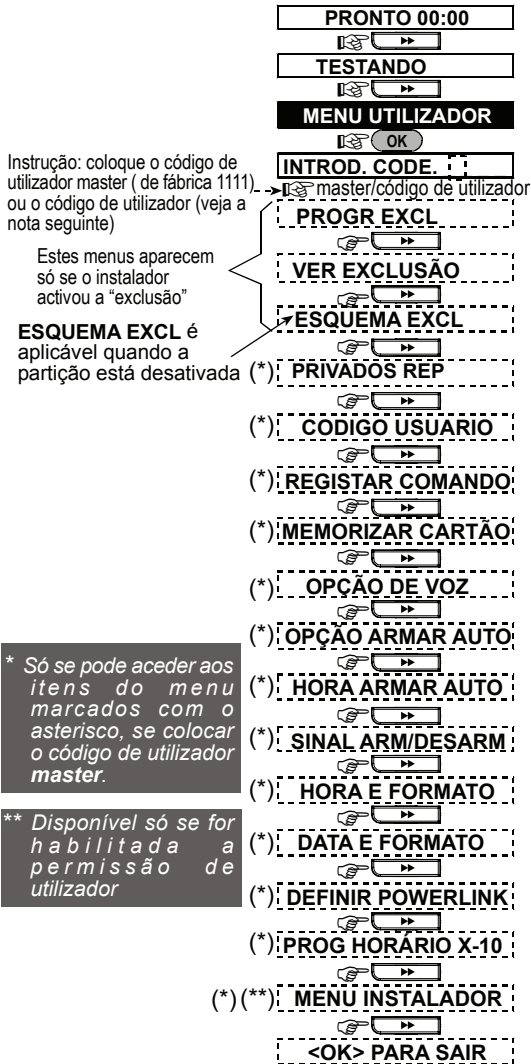 PRONTO 00:00
TESTANDO
MENU UTILIZADOR
OK
Instrução: coloque o código de
utilizador master ( de fábrica 1111)
ou o código de utilizador (veja a
nota seguinte)
INTROD. CODE.
master/código de utilizador
PROGR EXCL
Estes menus aparecem
só se o instalador
activou a “exclusão”
VER EXCLUSÃO
ESQUEMA EXCL é
aplicável quando a
partição está desativada
ESQUEMA EXCL
(*) PRIVADOS REP
(*) CODIGO USUARIO
(*) REGISTAR COMANDO
(*) MEMORIZAR CARTÃO
(*) OPÇÃO DE VOZ
(*) OPÇÃO ARMAR AUTO
(*) HORA ARMAR AUTO
(*) SINAL ARM/DESARM
(*) HORA E FORMATO
(*) DATA E FORMATO
(*) DEFINIR POWERLINK
(*) PROG HORÁRIO X-10
(*) (**) MENU INSTALADOR
<OK> PARA SAIR
* Só se pode aceder aos
itens do menu
marcados com o
asterisco, se colocar
o código de utilizador
master.
** Disponível só se for
habilitada a
permissão de
utilizador